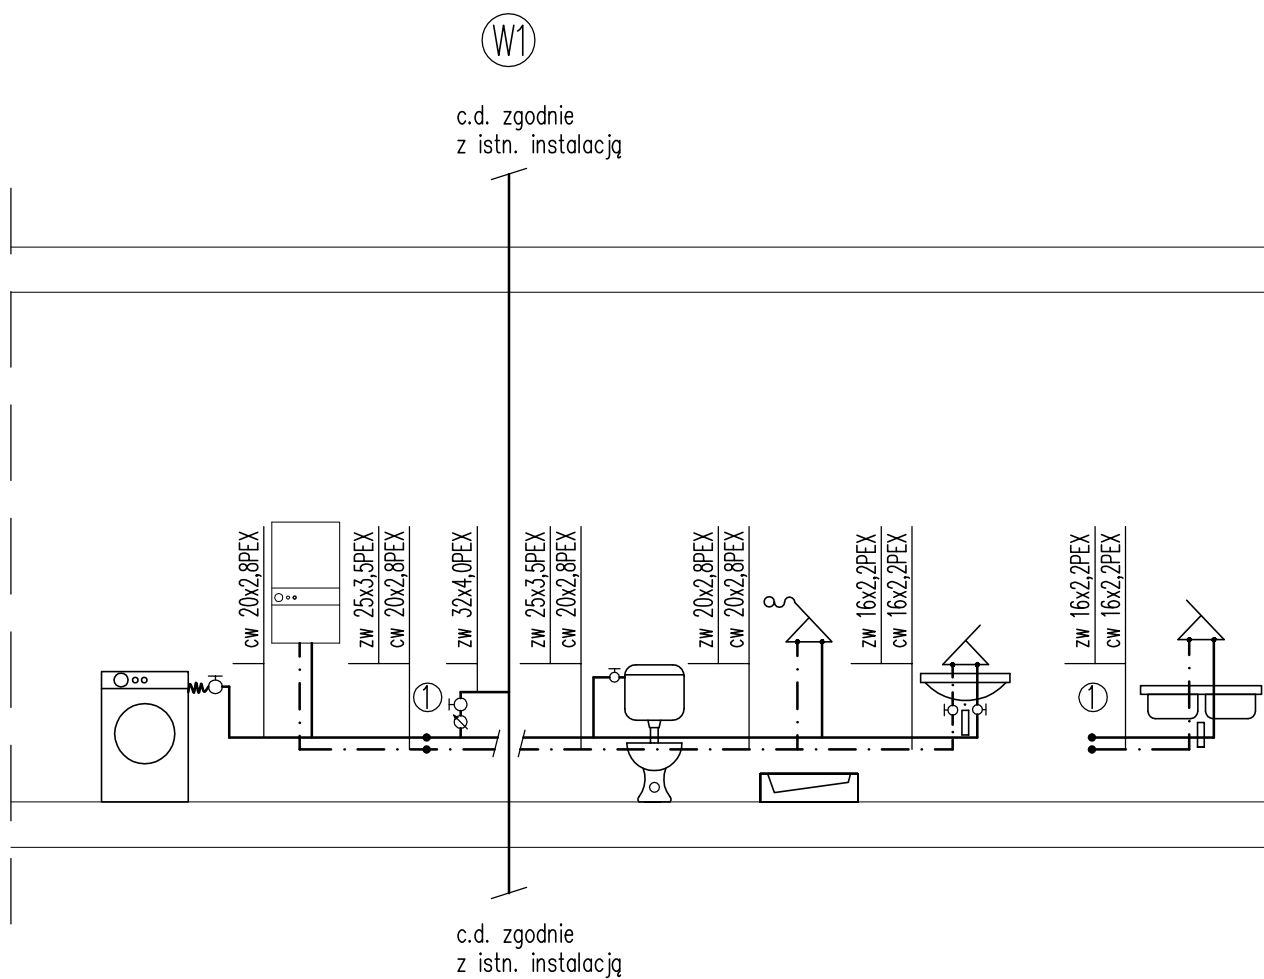 W1
c.d. zgodnie
z istn. instalacją
cw 20x2,8PEX
zw 25x3,5PEX
cw 20x2,8PEX
zw 32x4,0PEX
zw 25x3,5PEX
cw 20x2,8PEX
zw 20x2,8PEX
cw 20x2,8PEX
zw 16x2,2PEX
cw 16x2,2PEX
zw 16x2,2PEX
cw 16x2,2PEX
1
1
c.d. zgodnie
z istn. instalacją